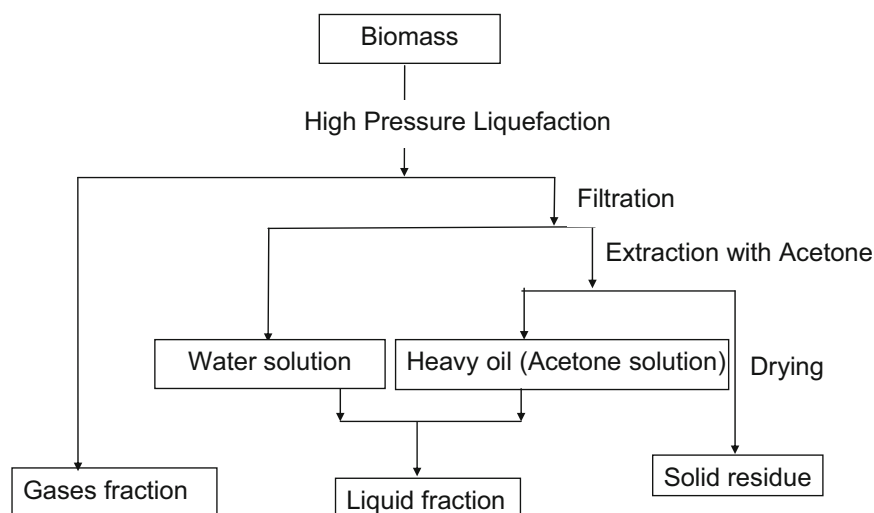 Biomass
High Pressure Liquefaction
Filtration
Extraction with Acetone
Water solution
Heavy oil (Acetone solution)
Drying
Gases fraction
Liquid fraction
Solid residue